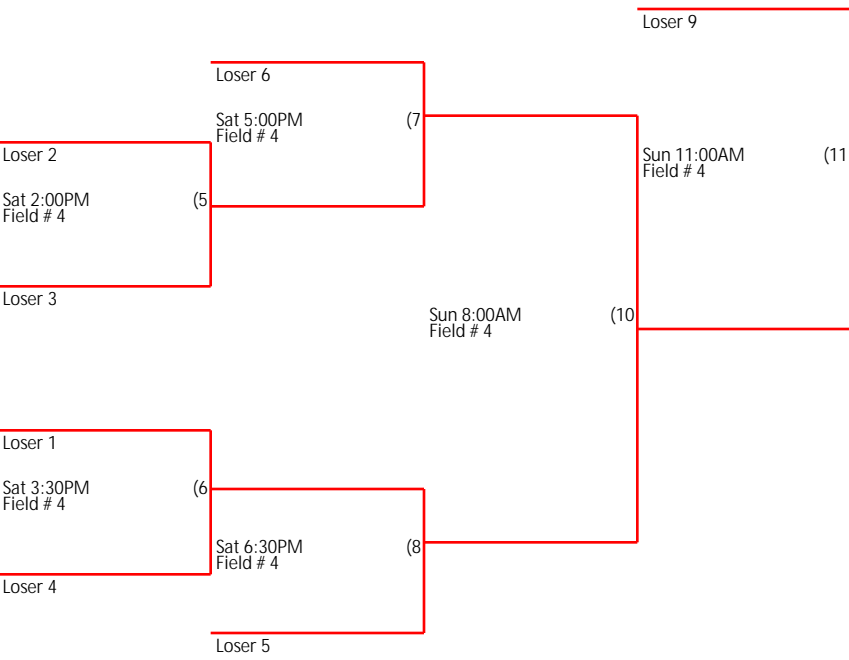 Loser 9
Loser 6
Sat 5:00PM (7
Field # 4
Loser 2
Sun 11:00AM (11
Field # 4
Sat 2:00PM (5
Field # 4
Loser 3
Sun 8:00AM (10
Field # 4
Loser 1
Sat 3:30PM (6
Field # 4
Sat 6:30PM (8
Field # 4
Loser 4
Loser 5